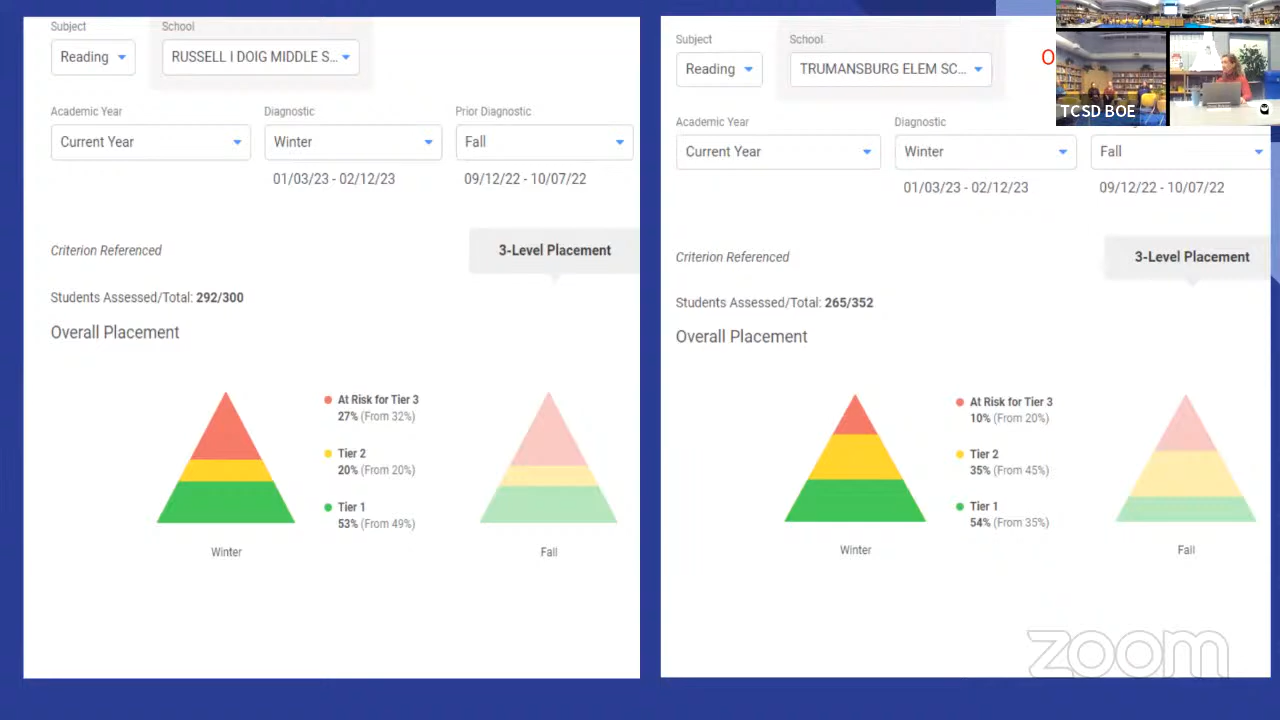 Subject School
Reading RUSSELL I DOIG MIDDLE S...
Academic Year Diagnostic Prior Diagnostic
Current Year Winter Fall
01/03/23 - 02/12/23 09/12/22 - 10/07/22
Criterion Referenced 3-Level Placement
Students Assessed/Total: 292/300
Overall Placement
At Risk for Tier 3
27% (From 32%)
Tier 2
20% (From 20%)
Tier 1
53% (From 49%)
Winter Fall
Subject School
Reading TRUMANSBURG ELEM SC...
Academic Year Diagnostic
Current Year Winter Fall
01/03/23 - 02/12/23 09/12/22 - 10/07/22
Criterion Referenced 3-Level Placement
Students Assessed/Total: 265/352
Overall Placement
At Risk for Tier 3
10% (From 20%)
Tier 2
35% (From 45%)
Tier 1
54% (From 35%)
Winter Fall
O
TCSD BOE
zoom